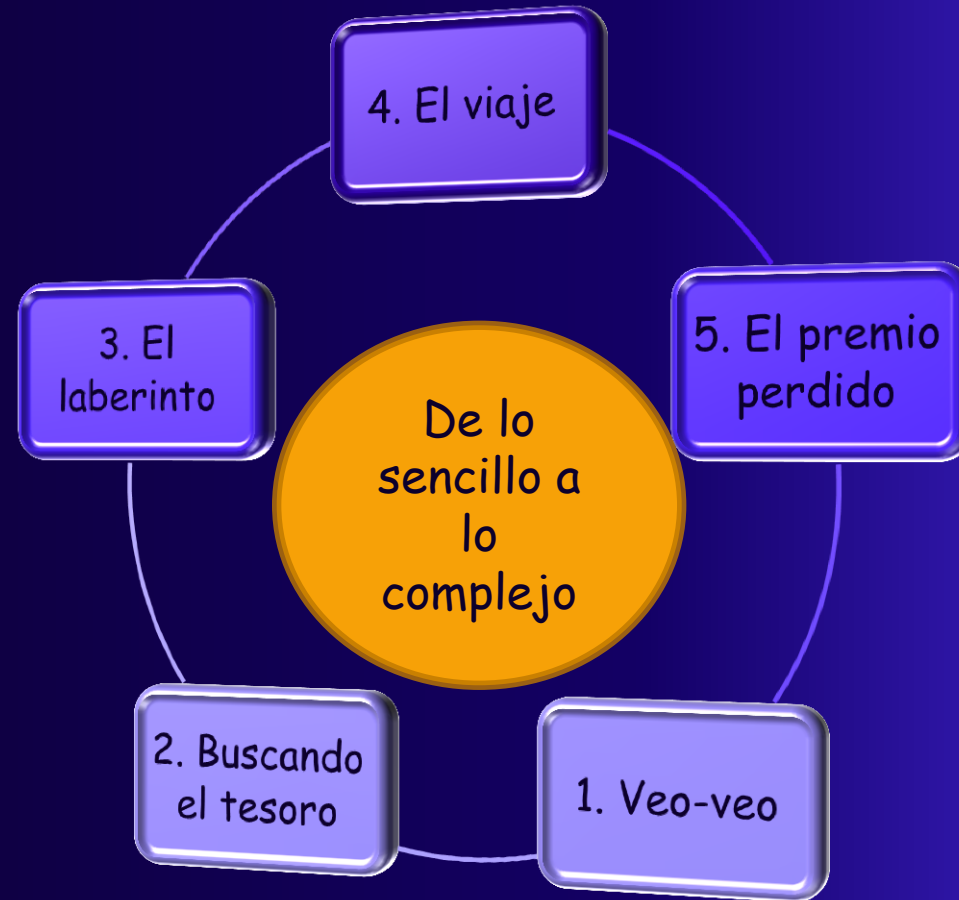 4. El viaje
3. El
laberinto
5. El premio
perdido
De lo
sencillo a
lo
complejo
2. Buscando
el tesoro
1. Veo-veo